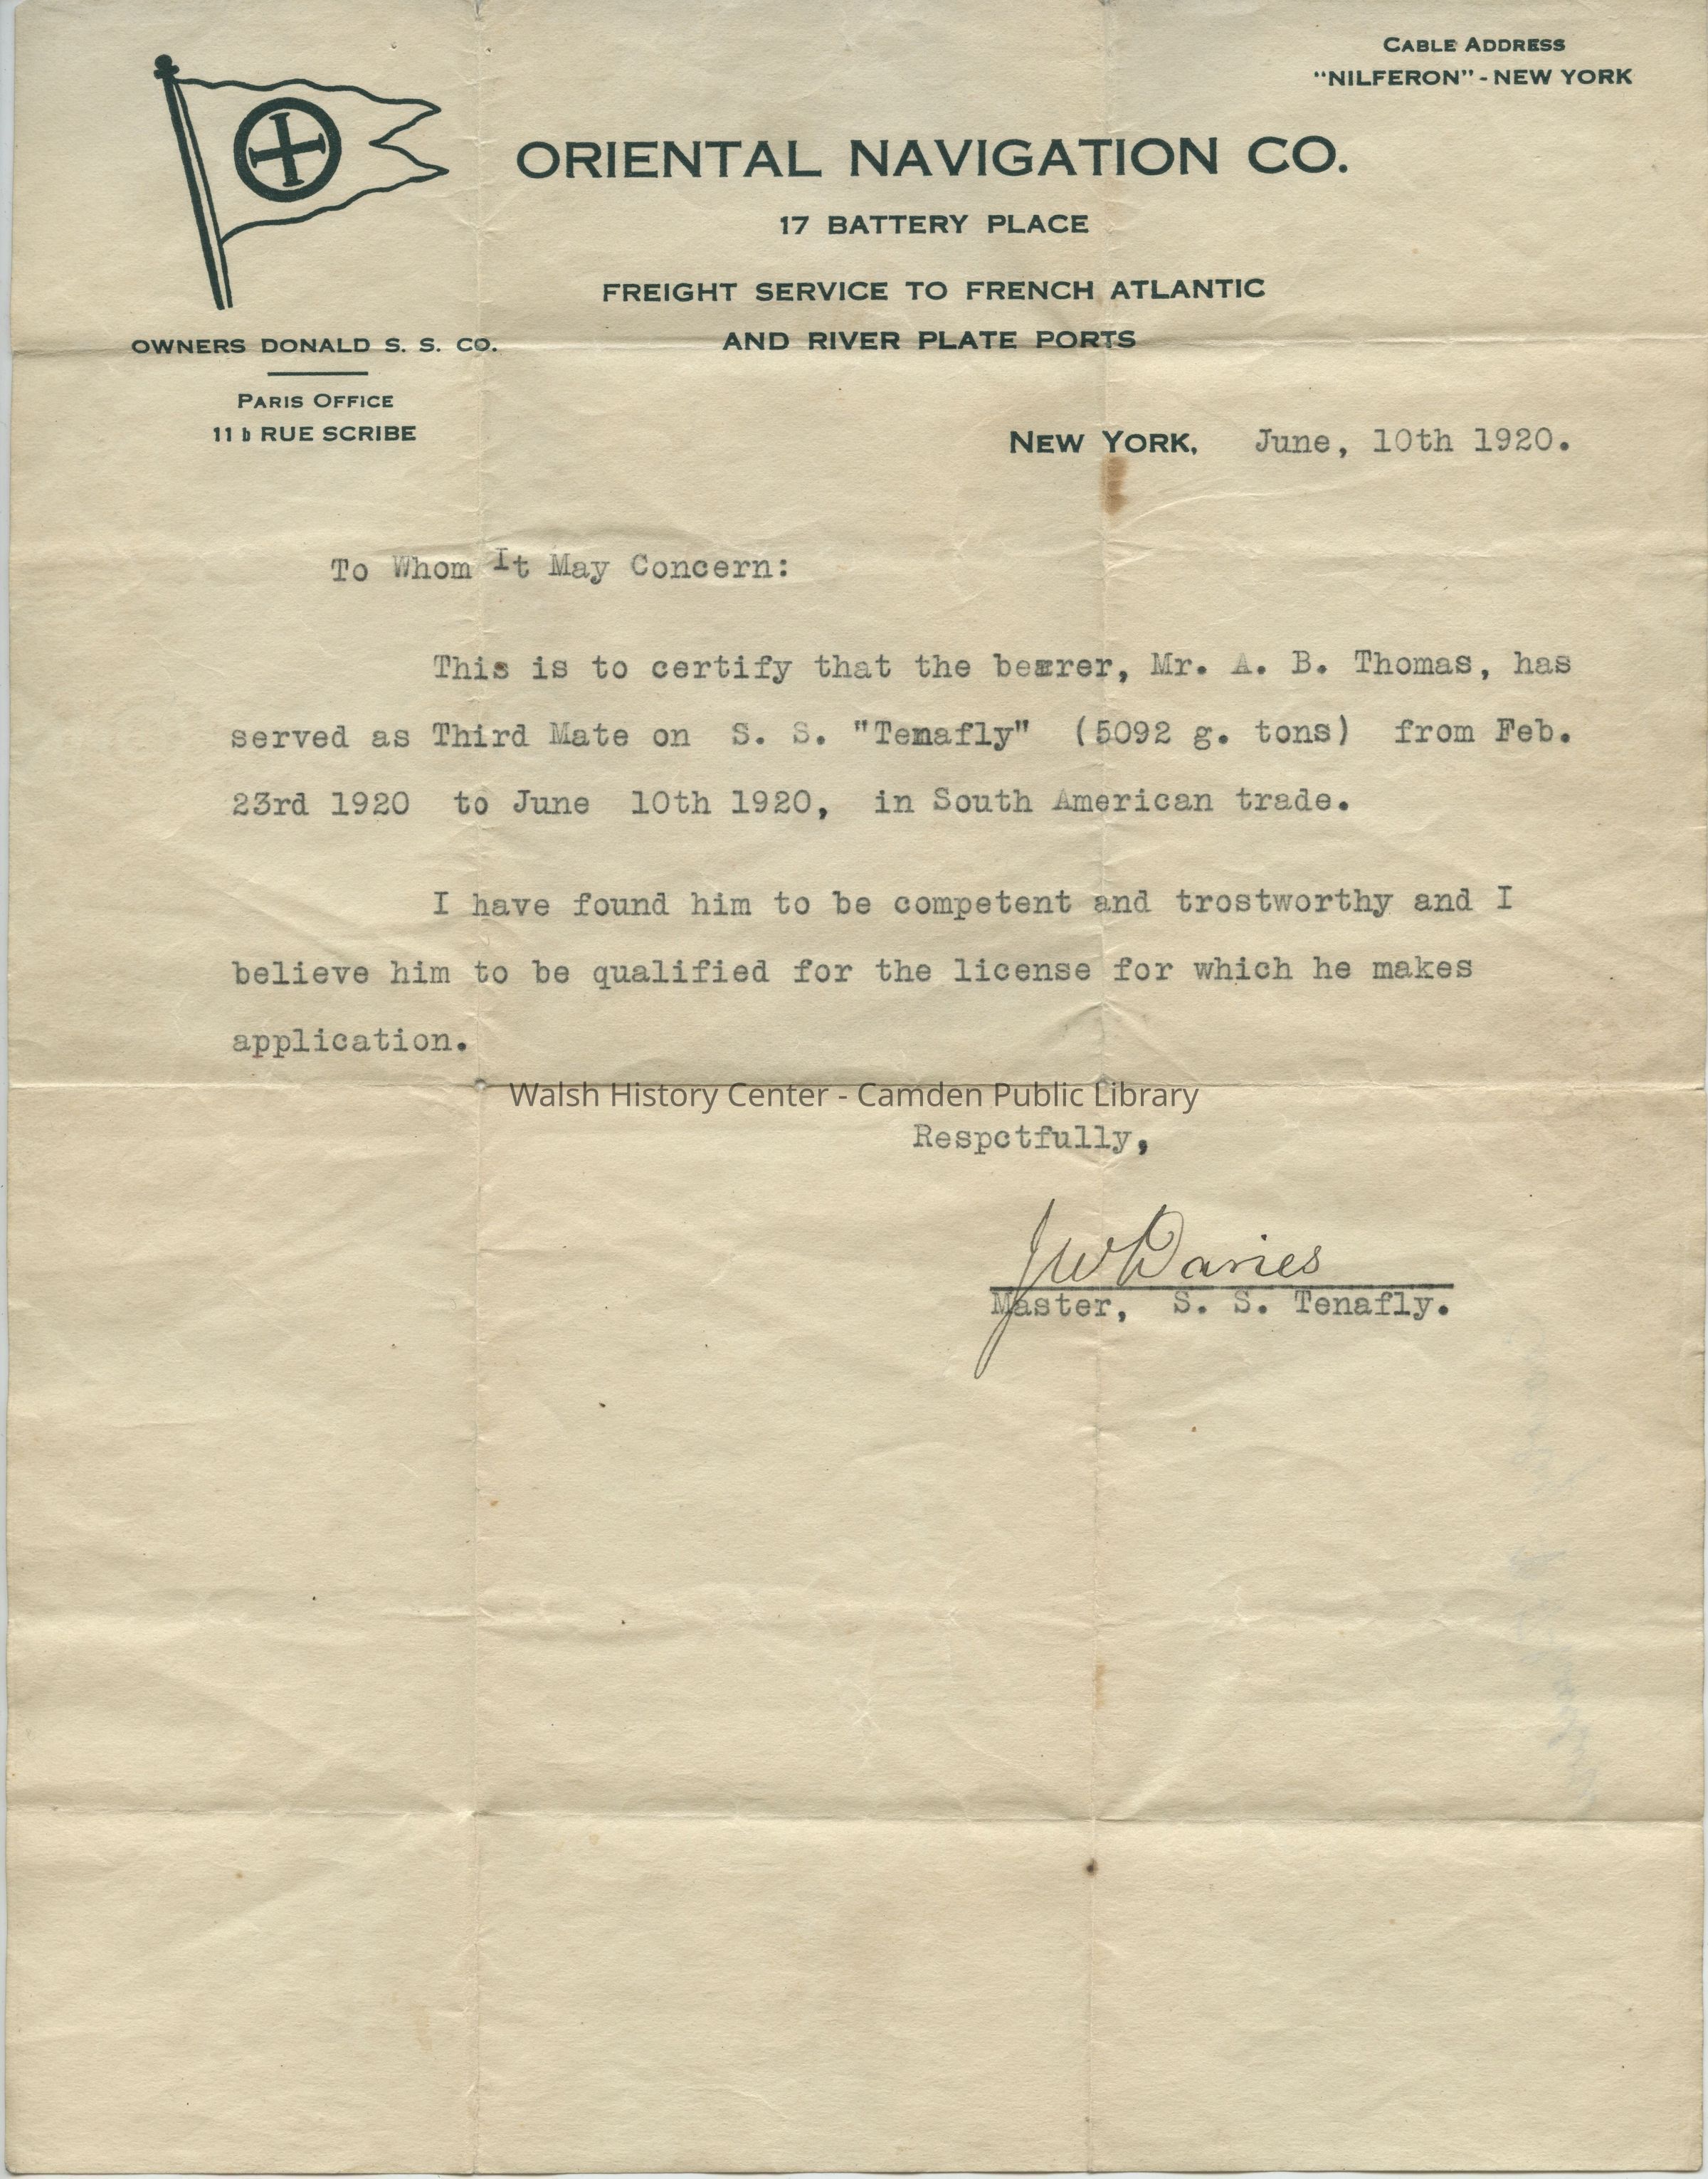 CABLE ADDRESS
"NILFERON" - NEW YORK
ORIENTAL NAVIGATION CO.
17 BATTERY PLACE
FREIGHT SERVICE TO FRENCH ATLANTIC
AND RIVER PLATE PORTS
OWNERS DONALD S. S. CO.
PARIS OFFICE
11 b RUE SCRIBE
NEW YORK, June, 10th 1920.
To Whom It May Concern:
This is to certify that the bearer, Mr. A. B. Thomas, has
served as Third Mate on S. S. "Tenafly" (5092 g. tons) from Feb.
23rd 1920 to June 10th 1920, in South American trade.
I have found him to be competent and trostworthy and I
believe him to be qualified for the license for which he makes
application.
Walsh History Center - Camden Public Library
Respctfully,
J W Davies
Master, S. S. Tenafly.